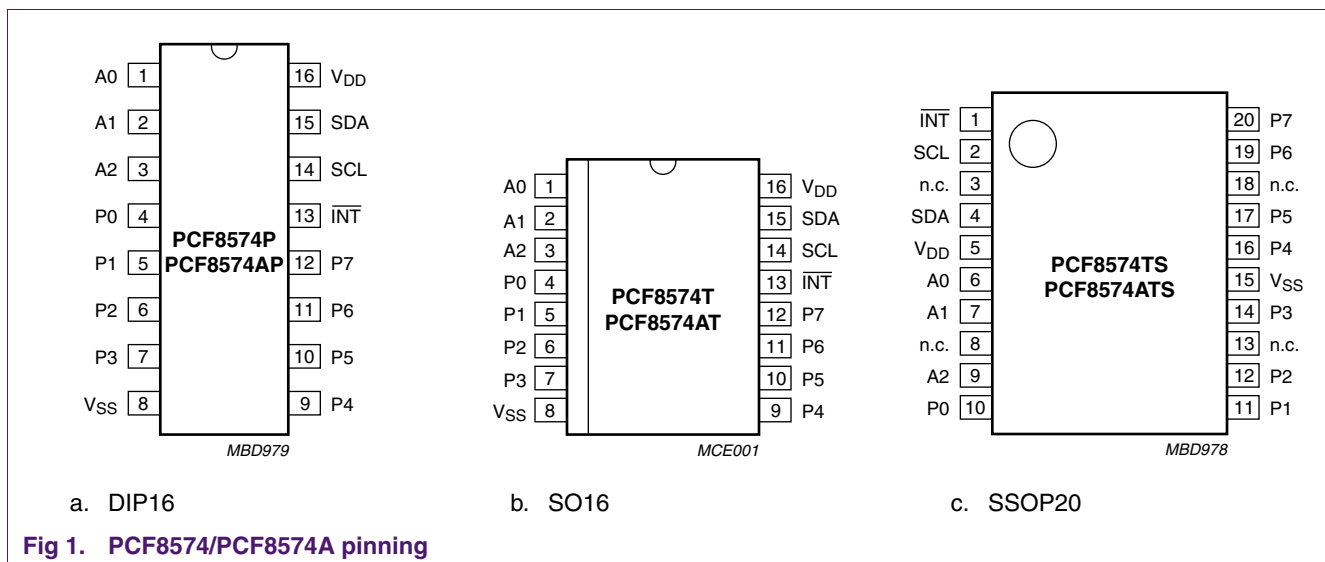 A0 1 16 VDD
A1 2 15 SDA
A2 3 14 SCL
P0 4 13 I̅N̅T̅
PCF8574P
PCF8574AP
P1 5 12 P7
P2 6 11 P6
P3 7 10 P5
VSS 8 9 P4
MBD979
a. DIP16
A0 1 16 VDD
A1 2 15 SDA
A2 3 14 SCL
P0 4 13 I̅N̅T̅
PCF8574T
PCF8574AT
P1 5 12 P7
P2 6 11 P6
P3 7 10 P5
VSS 8 9 P4
MCE001
b. SO16
I̅N̅T̅ 1 20 P7
SCL 2 19 P6
n.c. 3 18 n.c.
SDA 4 17 P5
VDD 5 16 P4
PCF8574TS
PCF8574ATS
A0 6 15 VSS
A1 7 14 P3
n.c. 8 13 n.c.
A2 9 12 P2
P0 10 11 P1
MBD978
c. SSOP20
Fig 1. PCF8574/PCF8574A pinning